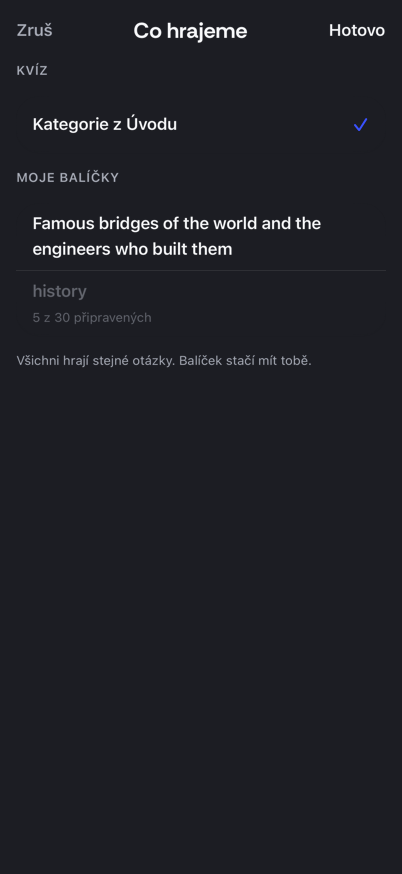 Zruš
Co hrajeme
Hotovo
KVÍZ
Kategorie z Úvodu
MOJE BALÍČKY
Famous bridges of the world and the
engineers who built them
history
5 z 30 připravených
Všichni hrají stejné otázky. Balíček stačí mít tobě.